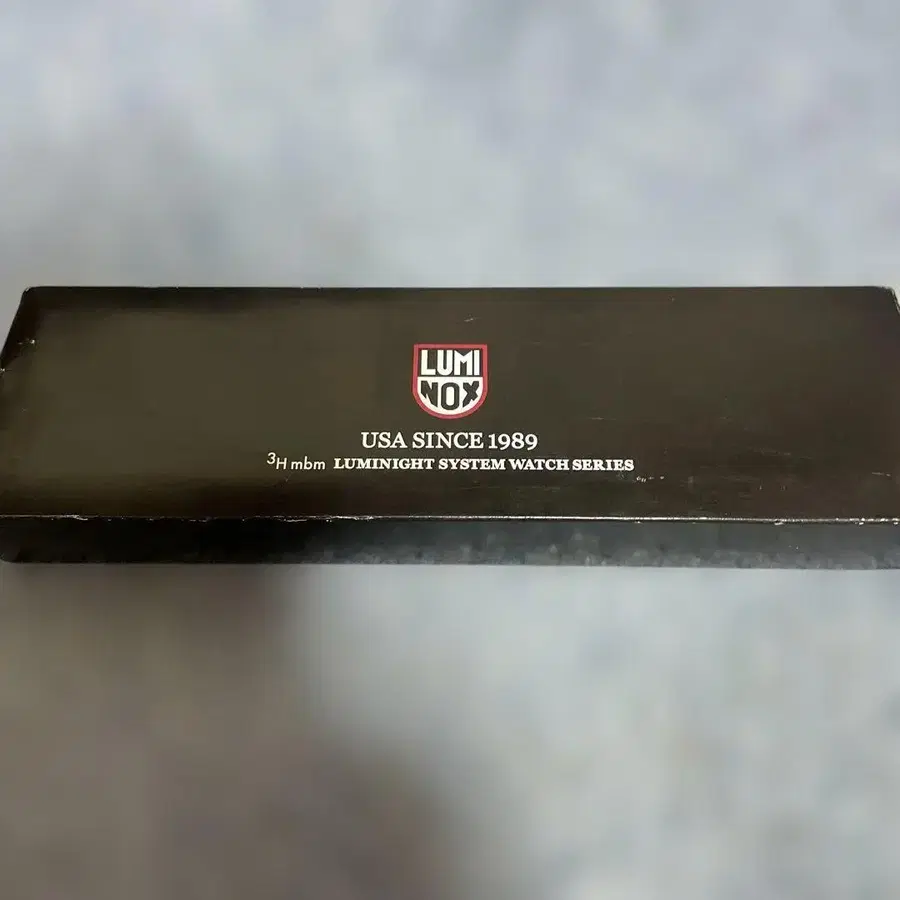 LUMI
NOX
USA SINCE 1989
³H mbm LUMINIGHT SYSTEM WATCH SERIES